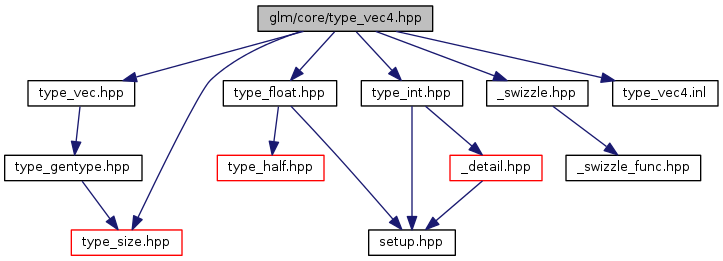 glm/core/type_vec4.hpp
type_vec.hpp
type_float.hpp
type_int.hpp
_swizzle.hpp
type_vec4.inl
type_gentype.hpp
type_half.hpp
_detail.hpp
_swizzle_func.hpp
type_size.hpp
setup.hpp